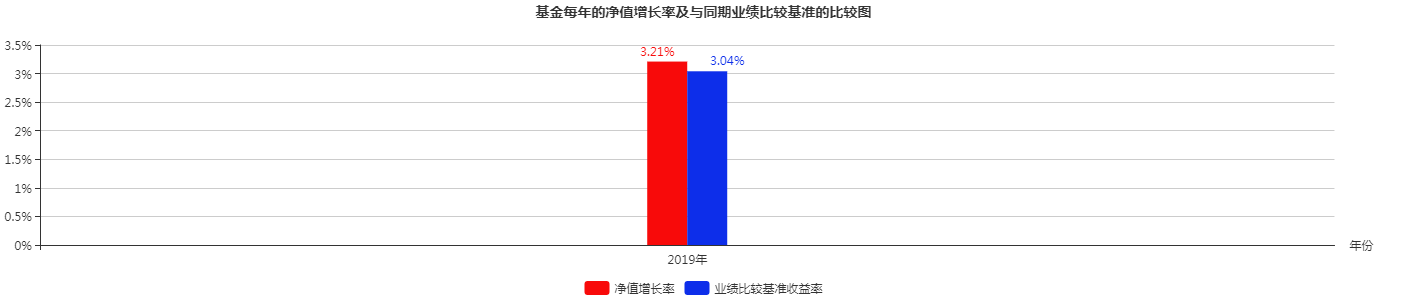 基金每年的净值增长率及与同期业绩比较基准的比较图
3.5%
3%
2.5%
2%
1.5%
1%
0.5%
0%
3.21%
3.04%
2019年
年份
净值增长率 业绩比较基准收益率